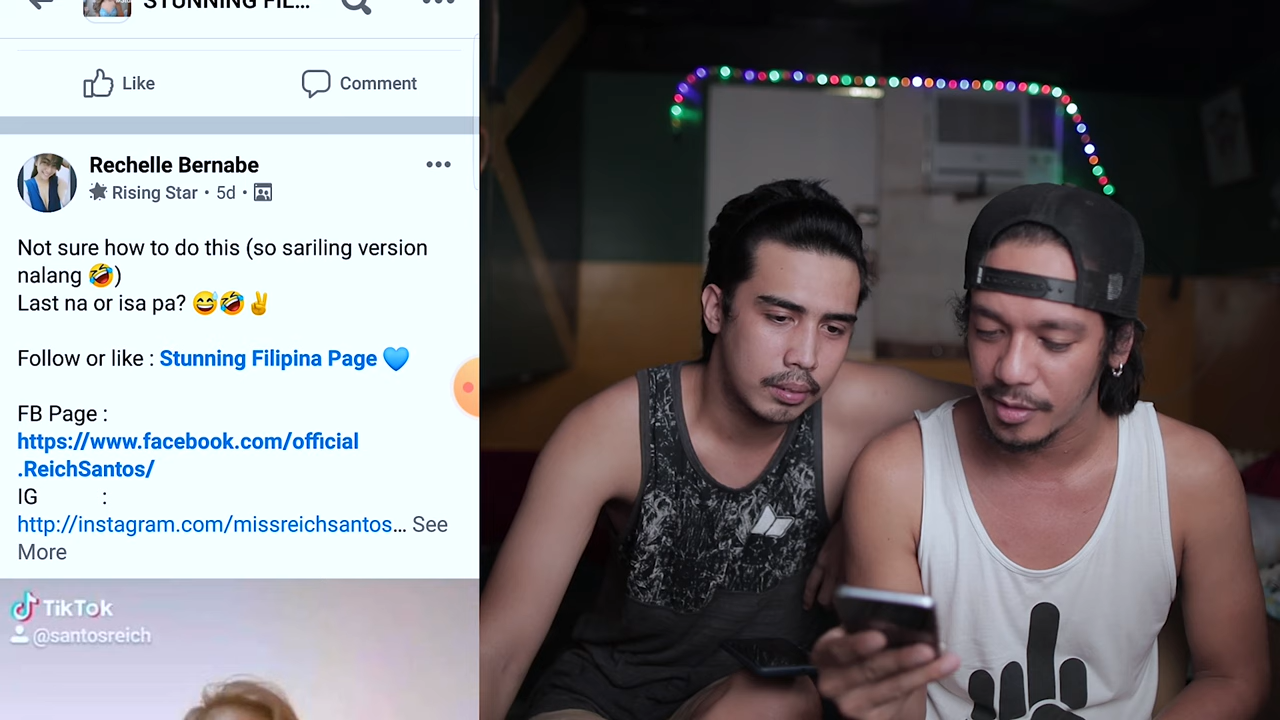 STUNNING FIL...
Like
Comment
Rechelle Bernabe
Rising Star • 5d •
Not sure how to do this (so sariling version
nalang 🤣)
Last na or isa pa? 😅🤣✌
Follow or like : Stunning Filipina Page 💙
FB Page :
https://www.facebook.com/official
.ReichSantos/
IG :
http://instagram.com/missreichsantos... See
More
TikTok
@santosreich